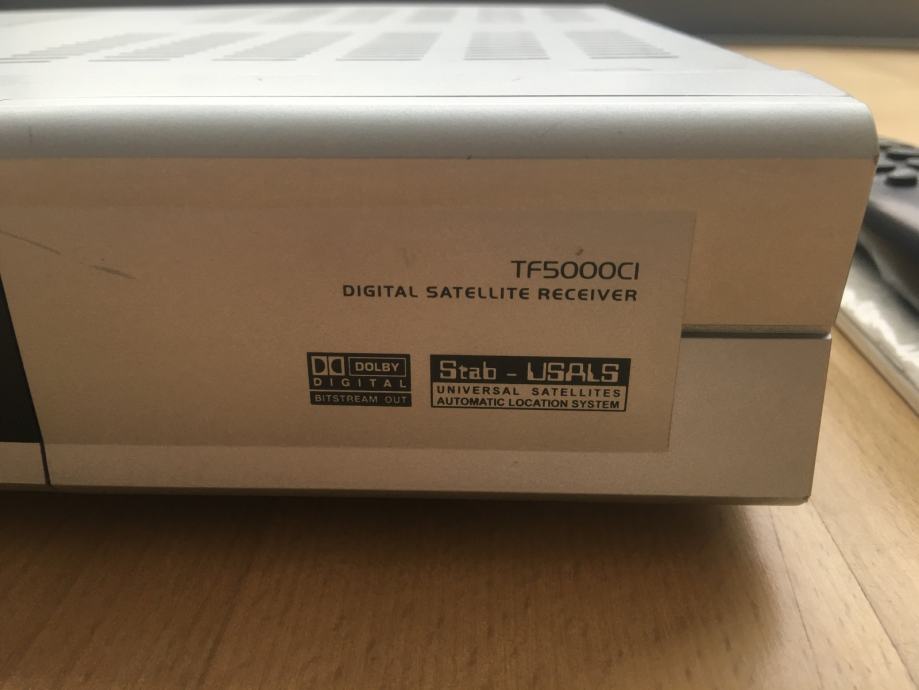 TF5000CI
DIGITAL SATELLITE RECEIVER
DOLBY
DIGITAL
BITSTREAM OUT
Stab - USALS
UNIVERSAL SATELLITES
AUTOMATIC LOCATION SYSTEM